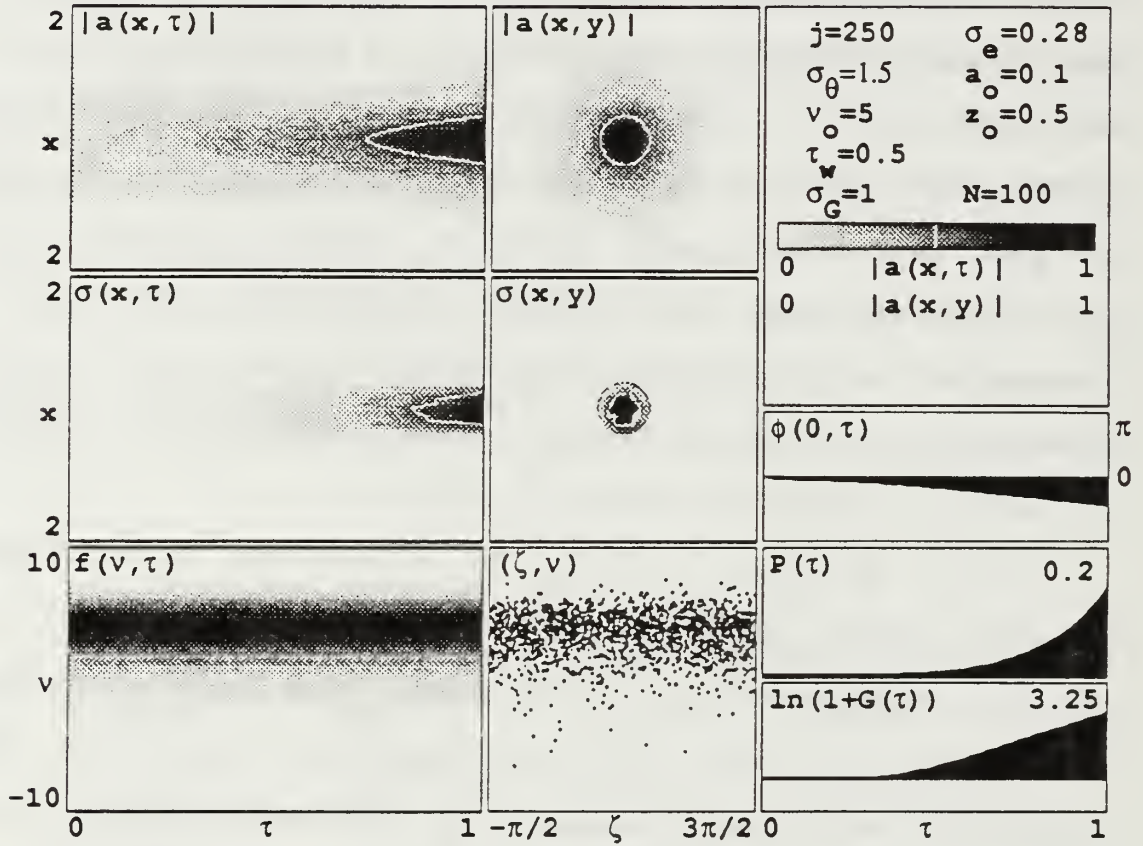 2
|a(x,τ)|
x
2
|a(x,y)|
j=250 σe=0.28
σθ=1.5 ao=0.1
νo=5 zo=0.5
τw=0.5
σG=1 N=100
0 |a(x,τ)| 1
0 |a(x,y)| 1
2
σ(x,τ)
x
2
σ(x,y)
φ(0,τ)
π
0
10
f(ν,τ)
ν
-10
0 τ 1
(ζ,ν)
-π/2 ζ 3π/2
P(τ) 0.2
ln(1+G(τ)) 3.25
0 τ 1